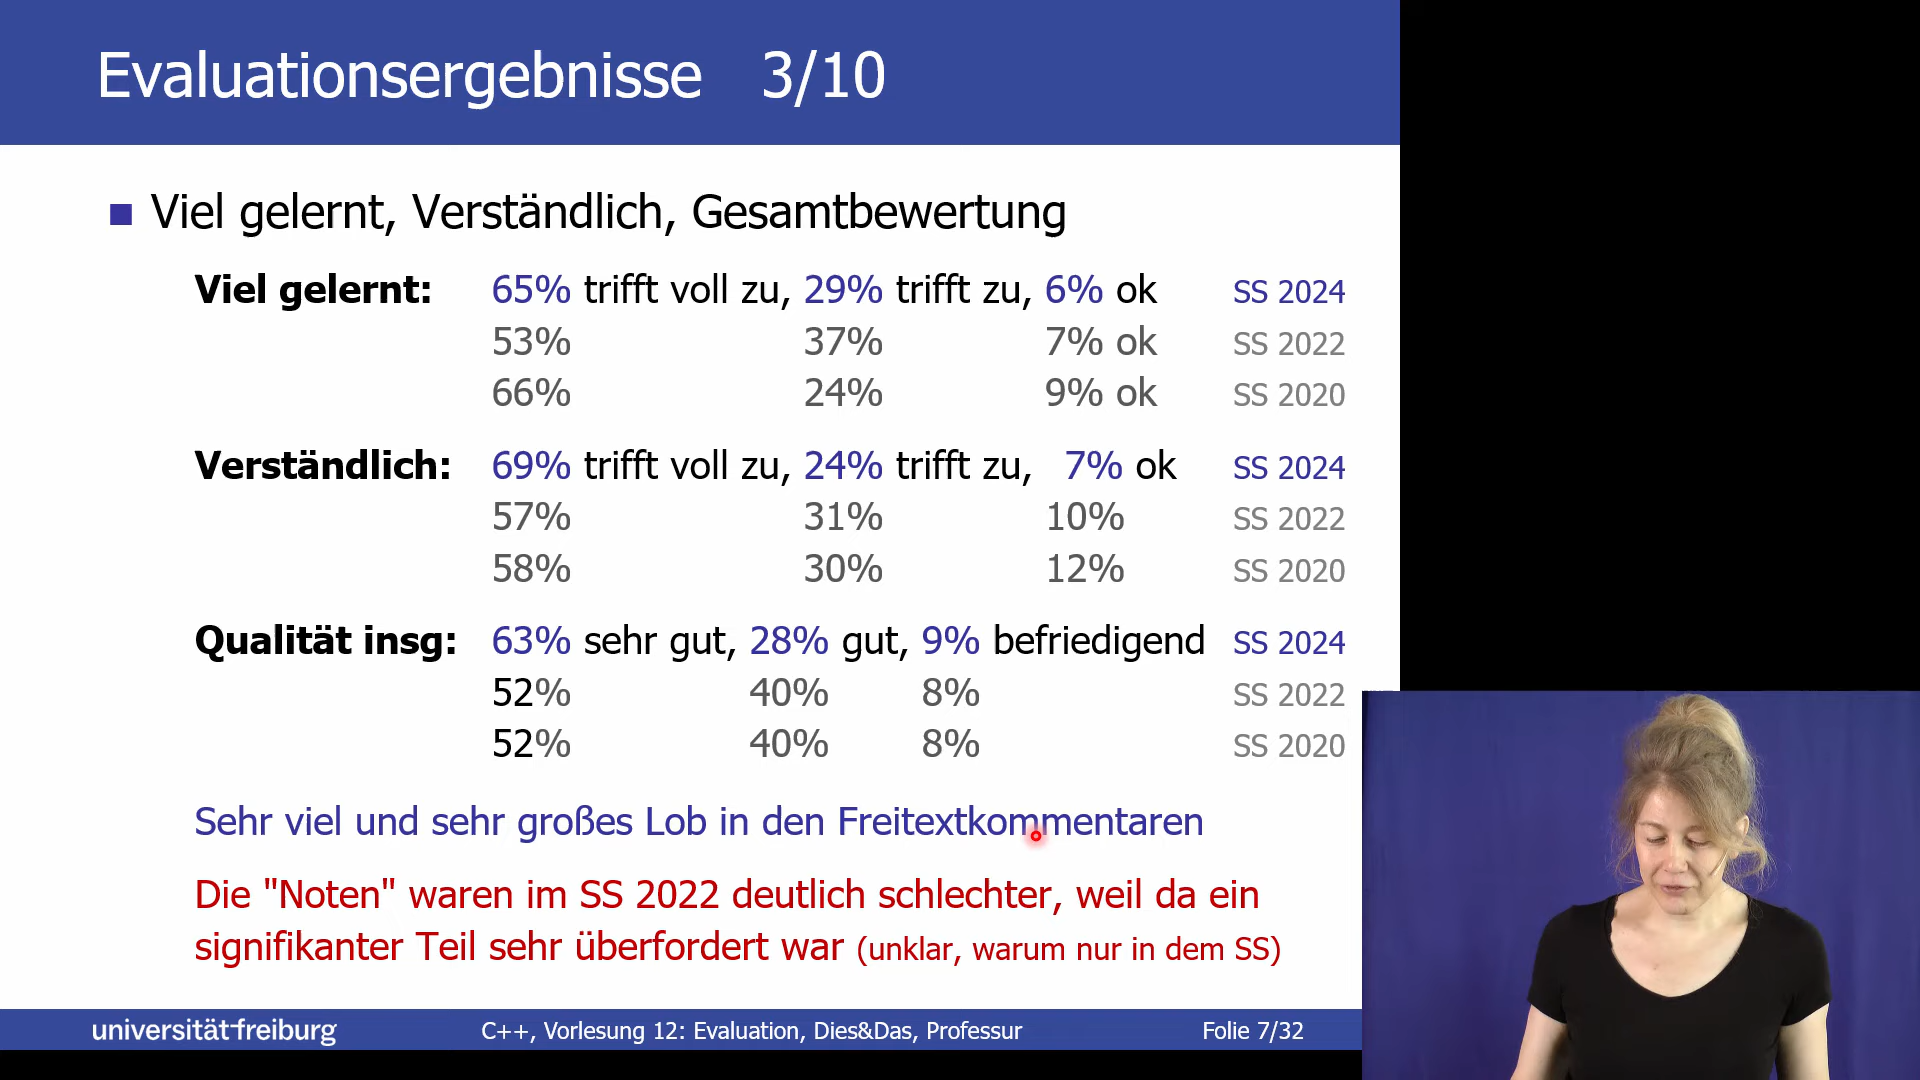 Evaluationsergebnisse 3/10
Viel gelernt, Verständlich, Gesamtbewertung
Viel gelernt: 65% trifft voll zu, 29% trifft zu, 6% ok SS 2024
53% 37% 7% ok SS 2022
66% 24% 9% ok SS 2020
Verständlich: 69% trifft voll zu, 24% trifft zu, 7% ok SS 2024
57% 31% 10% SS 2022
58% 30% 12% SS 2020
Qualität insg: 63% sehr gut, 28% gut, 9% befriedigend SS 2024
52% 40% 8% SS 2022
52% 40% 8% SS 2020
Sehr viel und sehr großes Lob in den Freitextkommentaren
Die "Noten" waren im SS 2022 deutlich schlechter, weil da ein
signifikanter Teil sehr überfordert war (unklar, warum nur in dem SS)
universität freiburg C++, Vorlesung 12: Evaluation, Dies&Das, Professur Folie 7/32